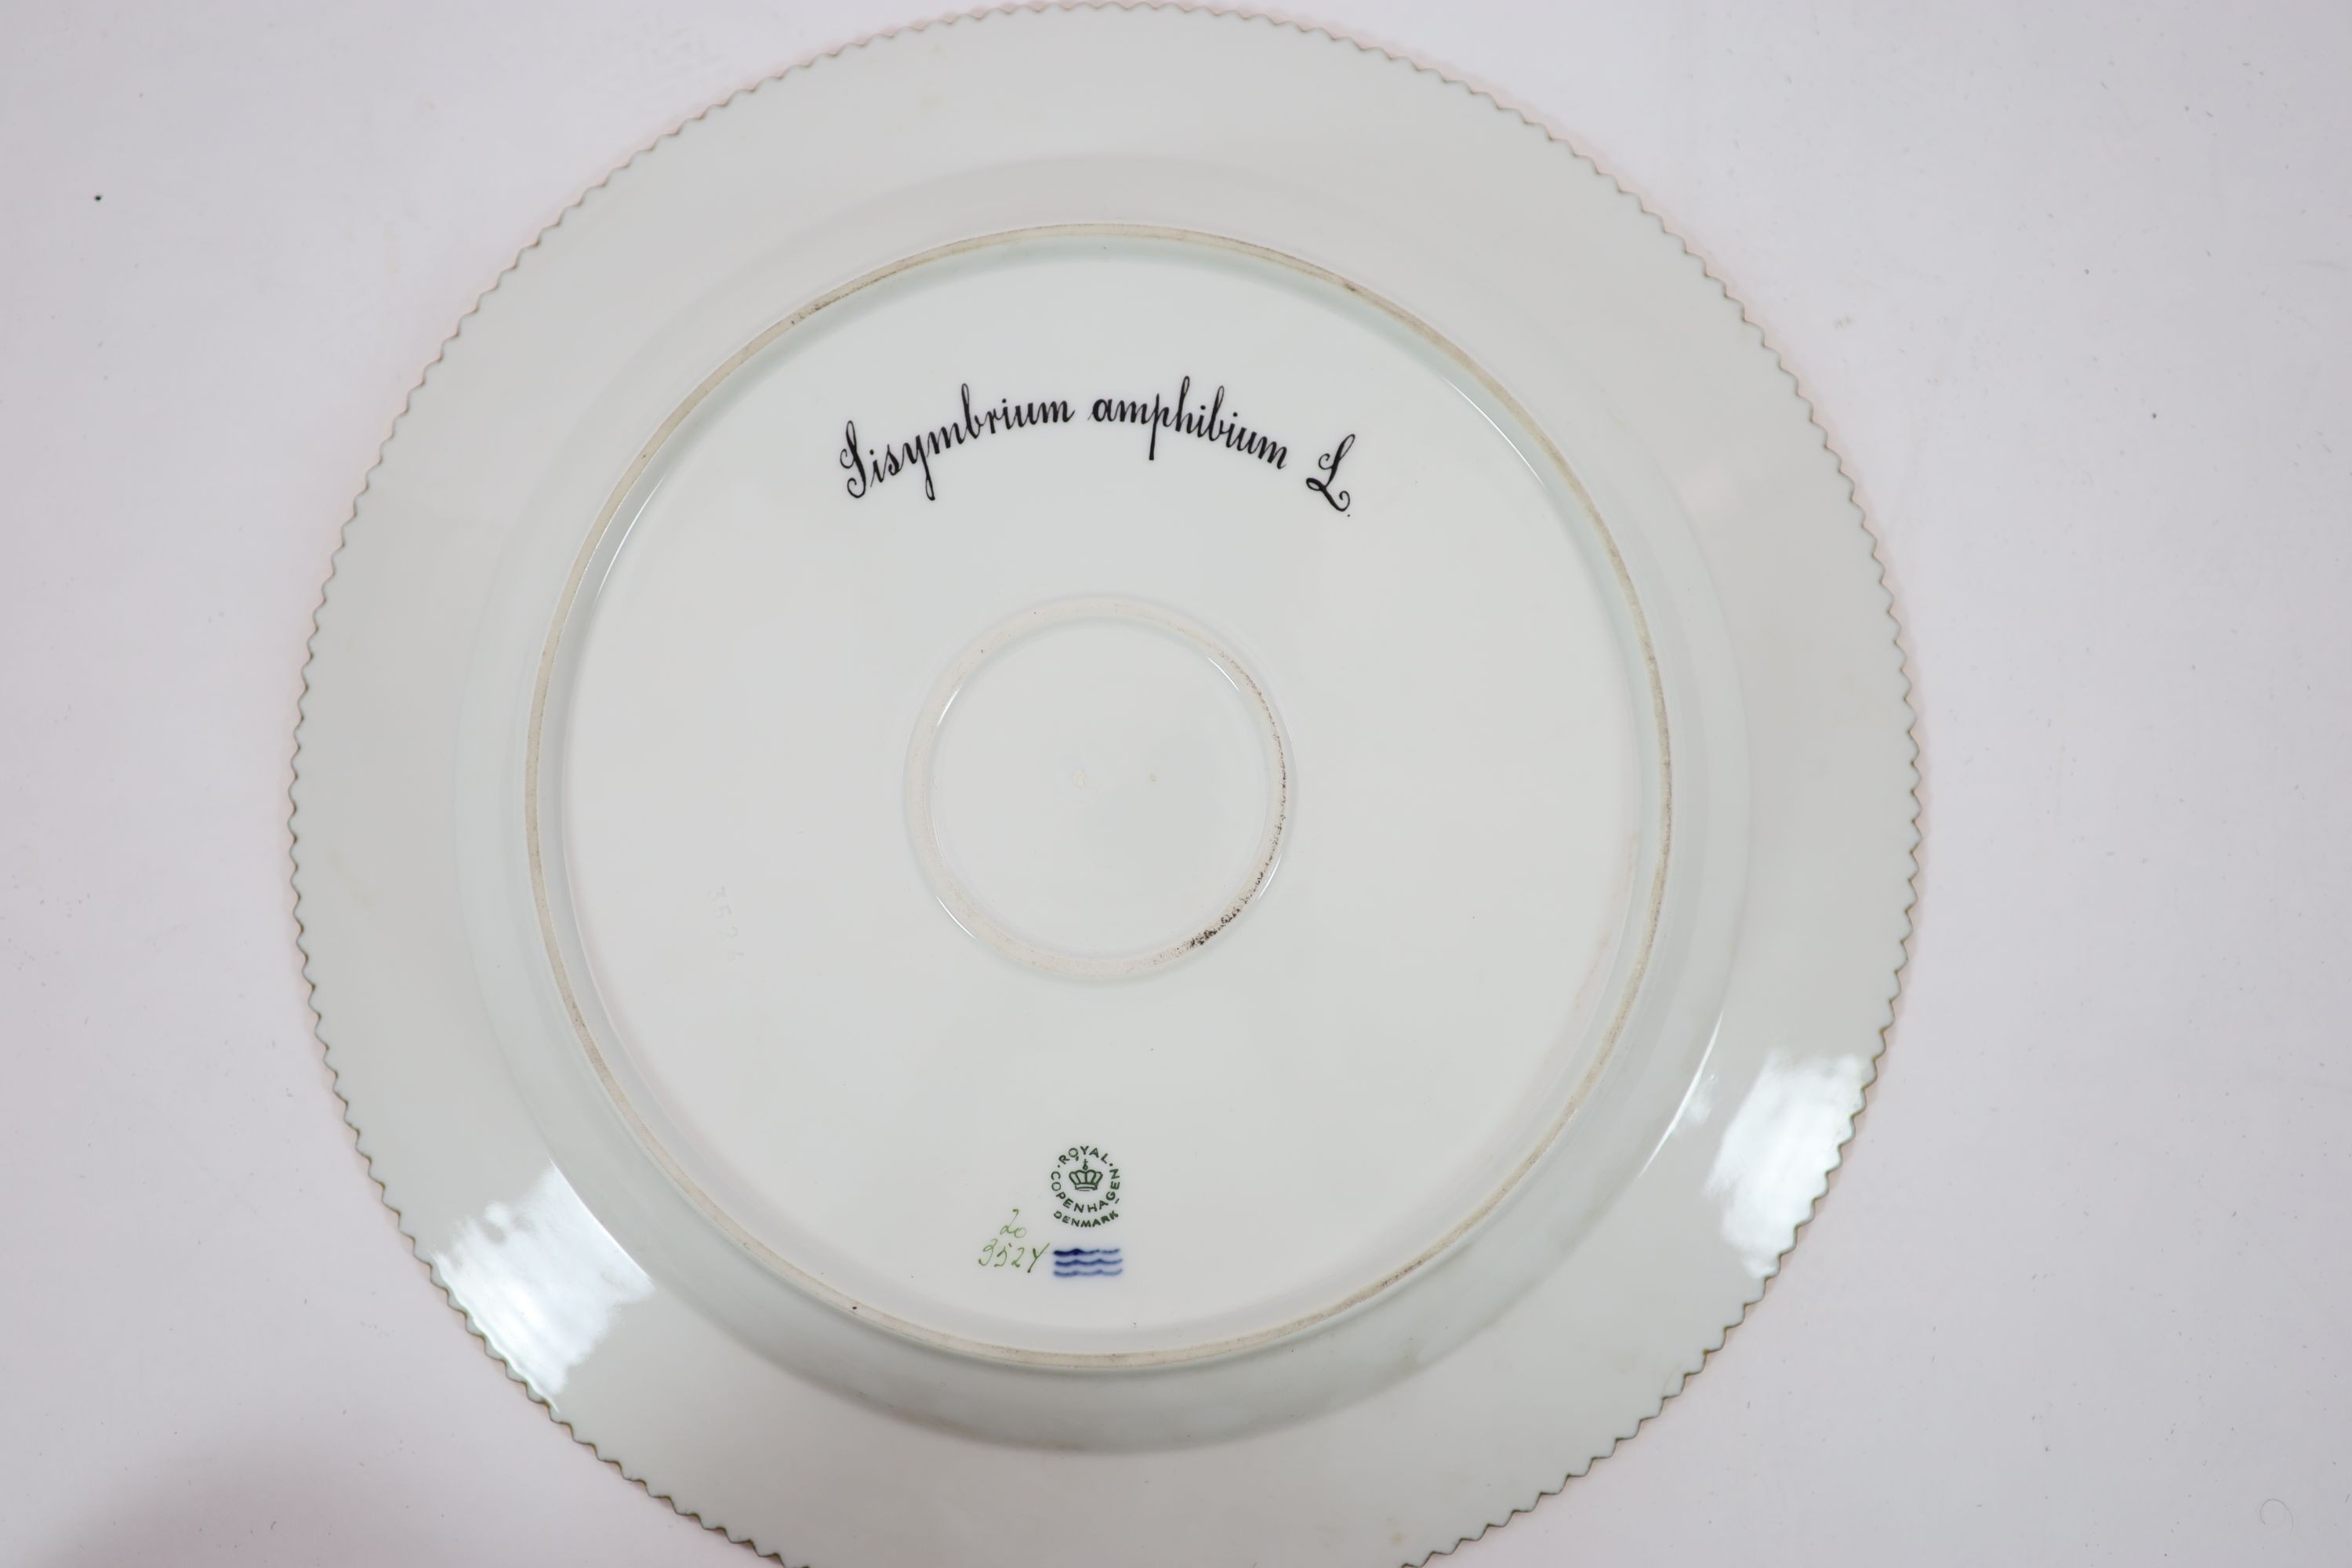 Sisymbrium amphibium L.
ROYAL
COPENHAGEN
DENMARK
20
3524